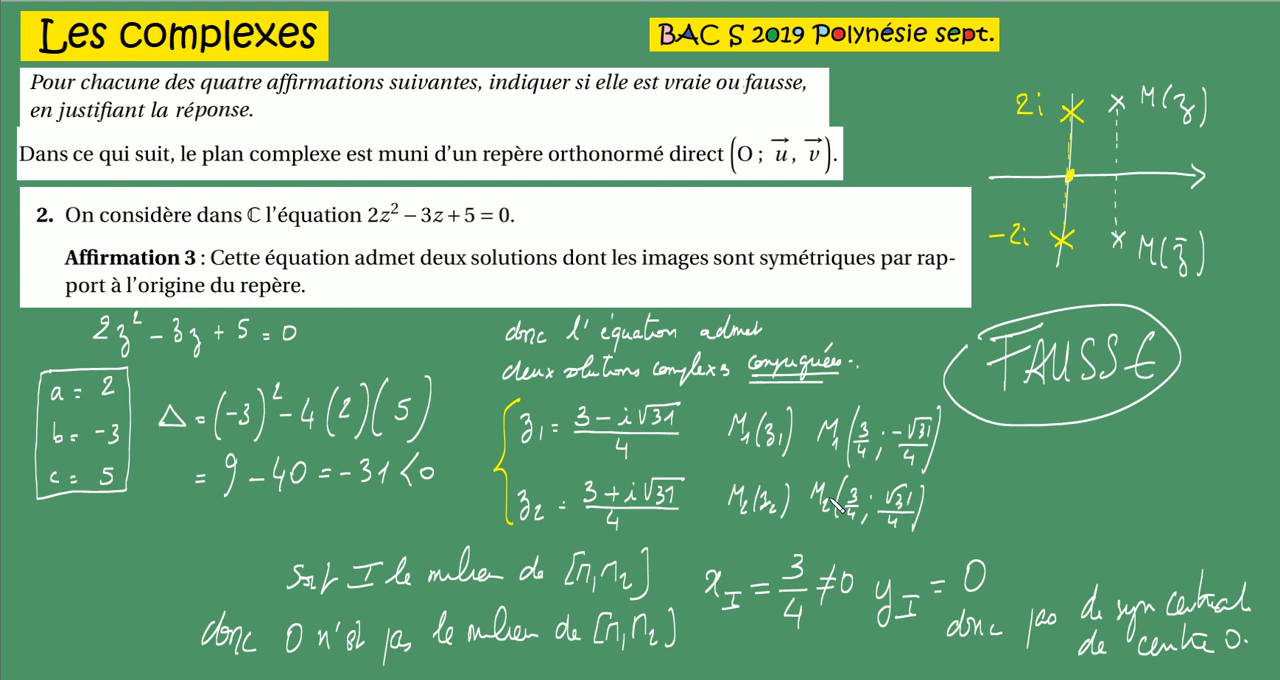 Les complexes
BAC S 2019 Polynésie sept.
Pour chacune des quatre affirmations suivantes, indiquer si elle est vraie ou fausse,
en justifiant la réponse.
Dans ce qui suit, le plan complexe est muni d'un repère orthonormé direct (O ; u⃗, v⃗).
2. On considère dans ℂ l'équation 2z² − 3z + 5 = 0.
Affirmation 3 : Cette équation admet deux solutions dont les images sont symétriques par rap-
port à l'origine du repère.
2i M(z)
−2i M(z̄)
2z² − 3z + 5 = 0
a = 2
b = −3
c = 5
Δ = (−3)² − 4(2)(5)
= 9 − 40 = −31 < 0
donc l'équation admet
deux solutions complexes conjuguées.
z₁ = (3 − i√31)/4 M₁(z₁) M₁(3/4 ; −√31/4)
z₂ = (3 + i√31)/4 M₂(z₂) M₂(3/4 ; √31/4)
FAUSSE
Soit I le milieu de [M₁M₂] x_I = 3/4 ≠ 0 y_I = 0
donc O n'est pas le milieu de [M₁M₂]
donc pas de sym central
de centre O.